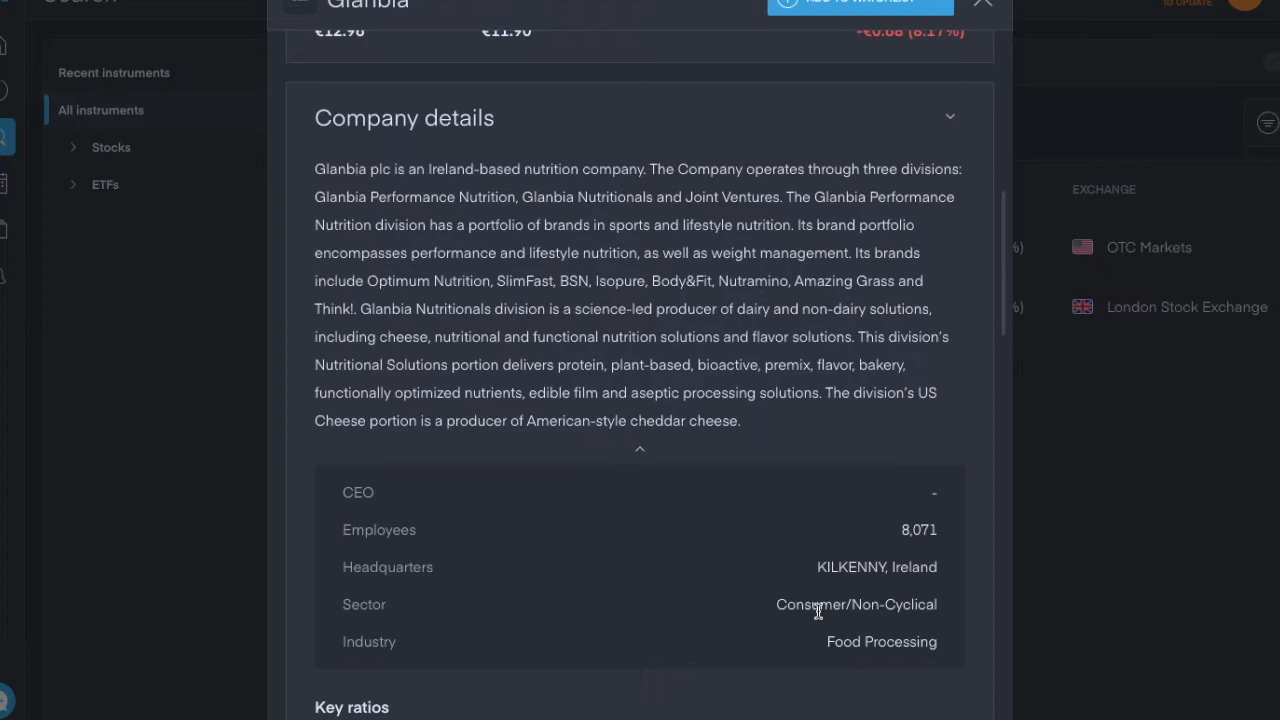 Search
Glanbia
ADD TO WATCHLIST
ID UPDATE
€12.96
€11.90
-€0.68 (8.17%)
Recent instruments
All instruments
Stocks
ETFs
EXCHANGE
%)
OTC Markets
%)
London Stock Exchange
Company details
Glanbia plc is an Ireland-based nutrition company. The Company operates through three divisions:
Glanbia Performance Nutrition, Glanbia Nutritionals and Joint Ventures. The Glanbia Performance
Nutrition division has a portfolio of brands in sports and lifestyle nutrition. Its brand portfolio
encompasses performance and lifestyle nutrition, as well as weight management. Its brands
include Optimum Nutrition, SlimFast, BSN, Isopure, Body&Fit, Nutramino, Amazing Grass and
Think!. Glanbia Nutritionals division is a science-led producer of dairy and non-dairy solutions,
including cheese, nutritional and functional nutrition solutions and flavor solutions. This division's
Nutritional Solutions portion delivers protein, plant-based, bioactive, premix, flavor, bakery,
functionally optimized nutrients, edible film and aseptic processing solutions. The division's US
Cheese portion is a producer of American-style cheddar cheese.
CEO -
Employees 8,071
Headquarters KILKENNY, Ireland
Sector Consumer/Non-Cyclical
Industry Food Processing
Key ratios